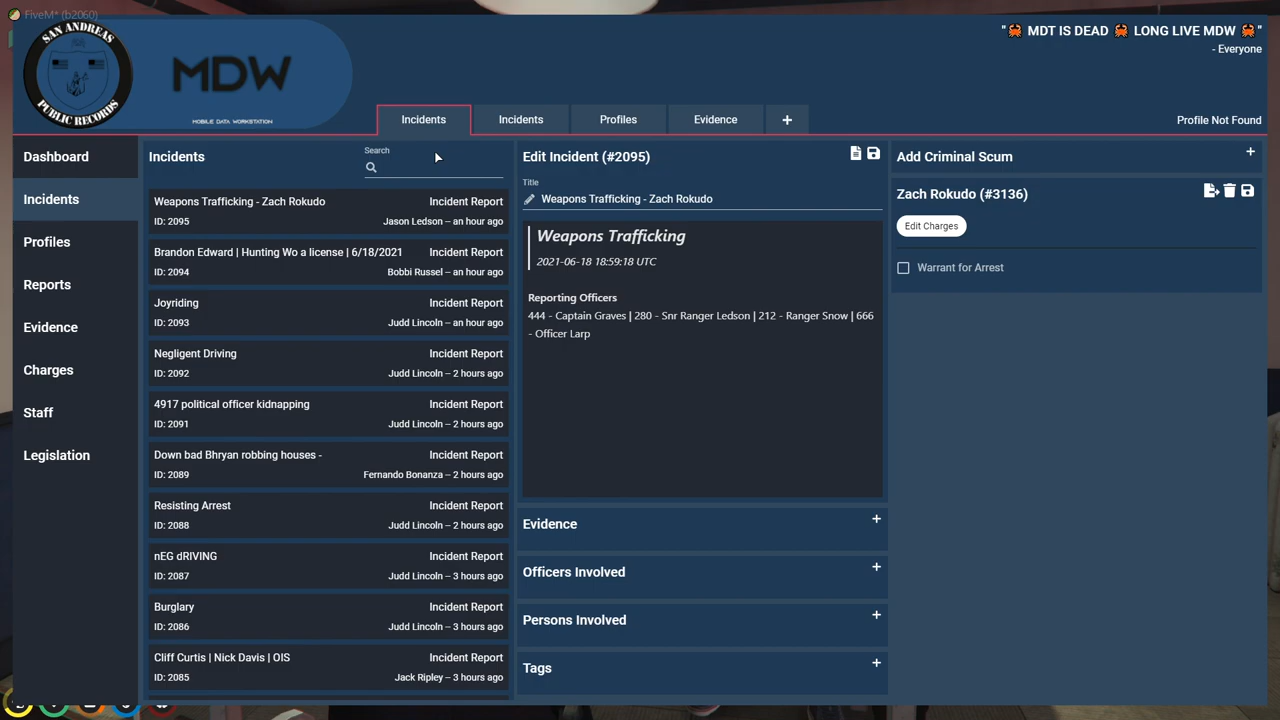 FiveM* (b2060)
SAN ANDREAS
PUBLIC RECORDS
MDW
MOBILE DATA WORKSTATION
"🦀 MDT IS DEAD 🦀 LONG LIVE MDW 🦀"
- Everyone
Incidents
Incidents
Profiles
Evidence
+
Profile Not Found
Dashboard
Incidents
Profiles
Reports
Evidence
Charges
Staff
Legislation
Incidents
Search
Weapons Trafficking - Zach Rokudo Incident Report
ID: 2095 Jason Ledson – an hour ago
Brandon Edward | Hunting Wo a license | 6/18/2021 Incident Report
ID: 2094 Bobbi Russel – an hour ago
Joyriding Incident Report
ID: 2093 Judd Lincoln – an hour ago
Negligent Driving Incident Report
ID: 2092 Judd Lincoln – 2 hours ago
4917 political officer kidnapping Incident Report
ID: 2091 Judd Lincoln – 2 hours ago
Down bad Bhryan robbing houses - Incident Report
ID: 2089 Fernando Bonanza – 2 hours ago
Resisting Arrest Incident Report
ID: 2088 Judd Lincoln – 2 hours ago
nEG dRIVING Incident Report
ID: 2087 Judd Lincoln – 3 hours ago
Burglary Incident Report
ID: 2086 Judd Lincoln – 3 hours ago
Cliff Curtis | Nick Davis | OIS Incident Report
ID: 2085 Jack Ripley – 3 hours ago
Edit Incident (#2095)
Title
Weapons Trafficking - Zach Rokudo
Weapons Trafficking
2021-06-18 18:59:18 UTC
Reporting Officers
444 - Captain Graves | 280 - Snr Ranger Ledson | 212 - Ranger Snow | 666
- Officer Larp
Evidence +
Officers Involved +
Persons Involved +
Tags +
Add Criminal Scum +
Zach Rokudo (#3136)
Edit Charges
Warrant for Arrest